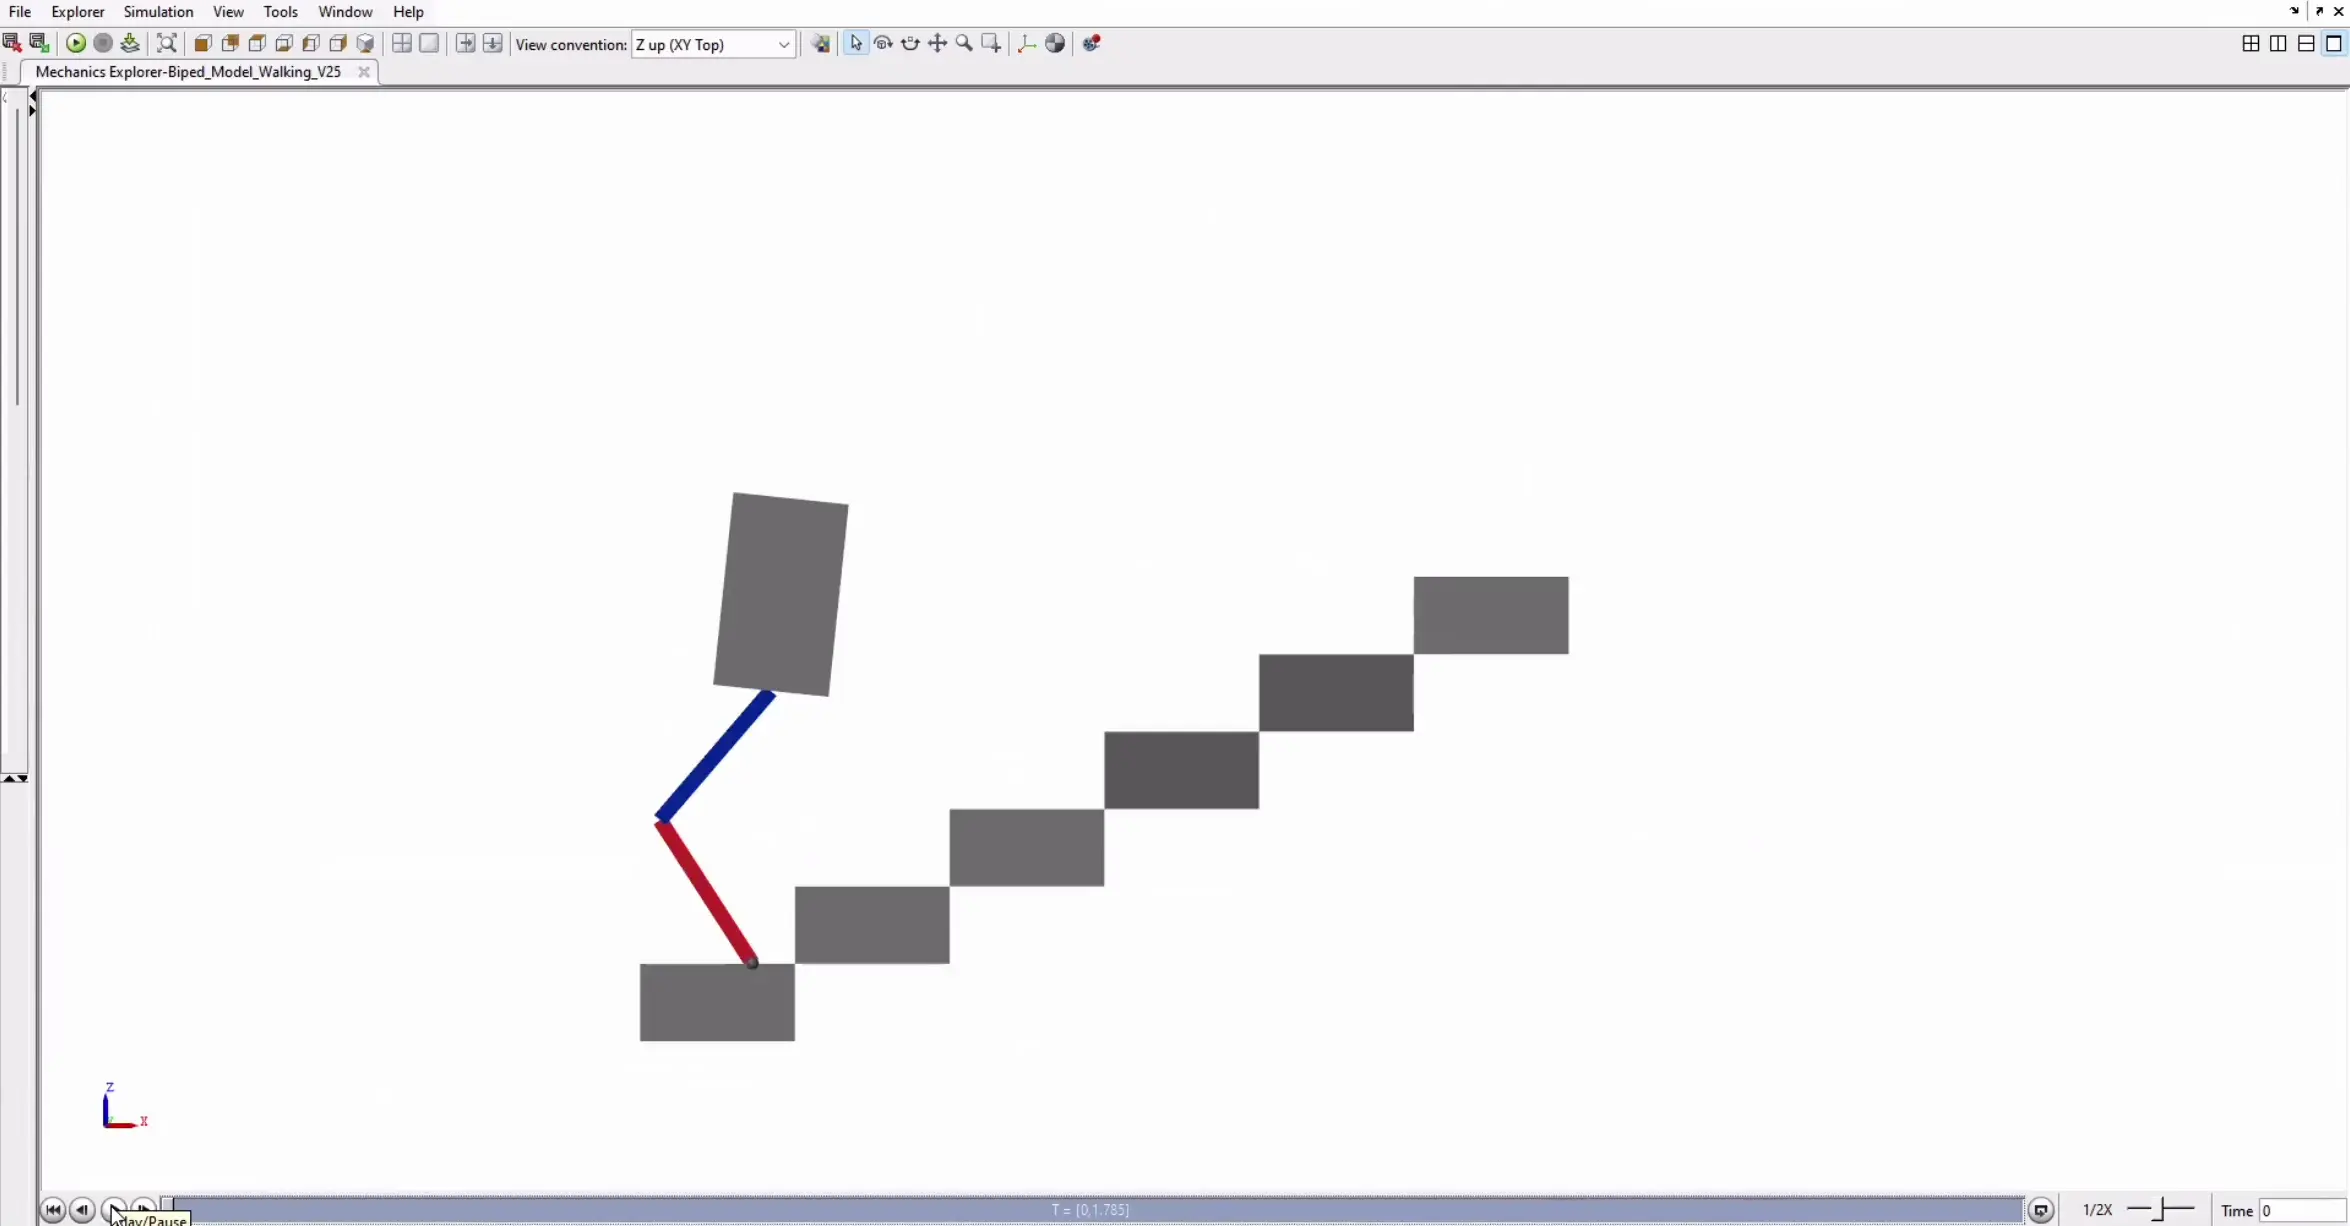 File Explorer Simulation View Tools Window Help
View convention: Z up (XY Top)
Mechanics Explorer-Biped_Model_Walking_V25
Z
X
T = [0,1.785]
1/2X
Time 0
lay/Pause